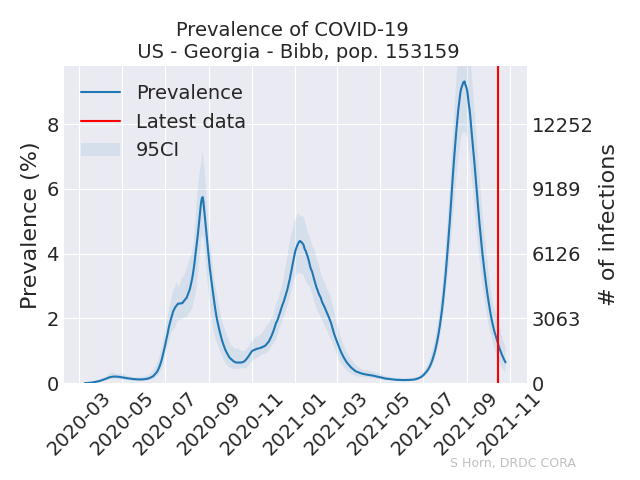 Prevalence of COVID-19
US - Georgia - Bibb, pop. 153159
Prevalence
Latest data
95CI
Prevalence (%)
8
6
4
2
0
12252
9189
6126
3063
0
# of infections
2020-03
2020-05
2020-07
2020-09
2020-11
2021-01
2021-03
2021-05
2021-07
2021-09
2021-11
S Horn, DRDC CORA